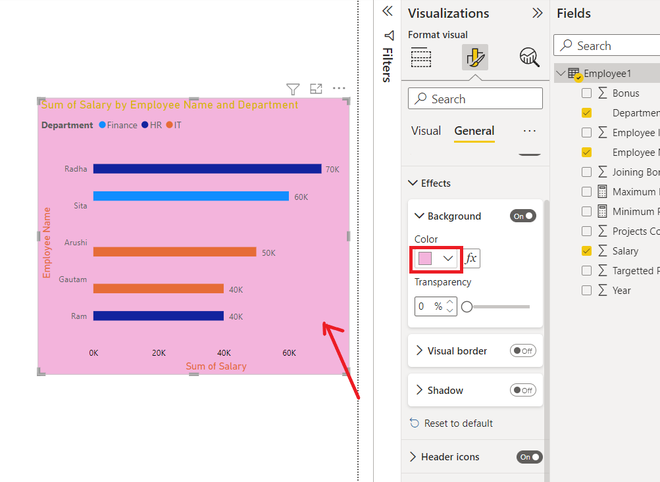 Sum of Salary by Employee Name and Department
Department Finance HR IT
Radha 70K
Sita 60K
Arushi 50K
Gautam 40K
Ram 40K
Employee Name
0K 20K 40K 60K
Sum of Salary
Filters
Visualizations
Format visual
Search
Visual General
Effects
Background On
Color
fx
Transparency
0 %
Visual border Off
Shadow Off
Reset to default
Header icons On
Fields
Search
Employee1
Bonus
Departmen
Employee I
Employee N
Joining Bon
Maximum
Minimum
Projects Co
Salary
Targetted
Year